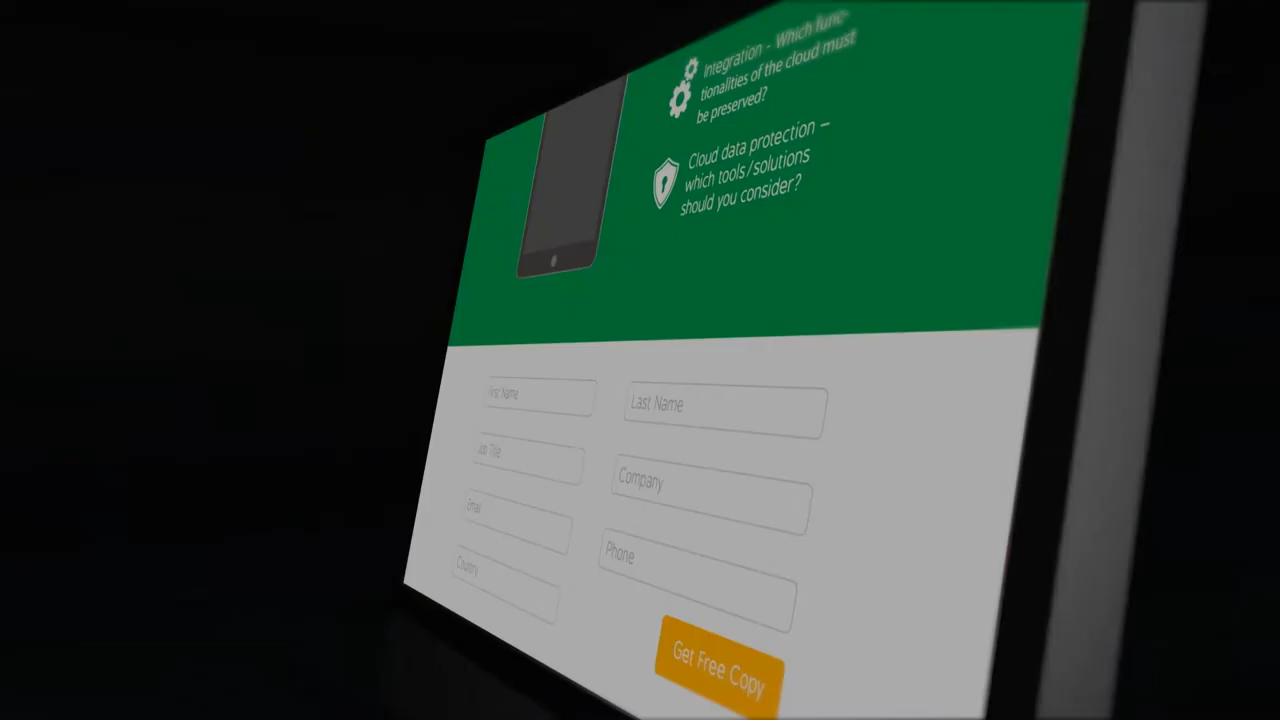 Integration - Which func-
tionalities of the cloud must
be preserved?
Cloud data protection –
which tools/solutions
should you consider?
First Name
Last Name
Job Title
Company
Email
Phone
Country
Get Free Copy